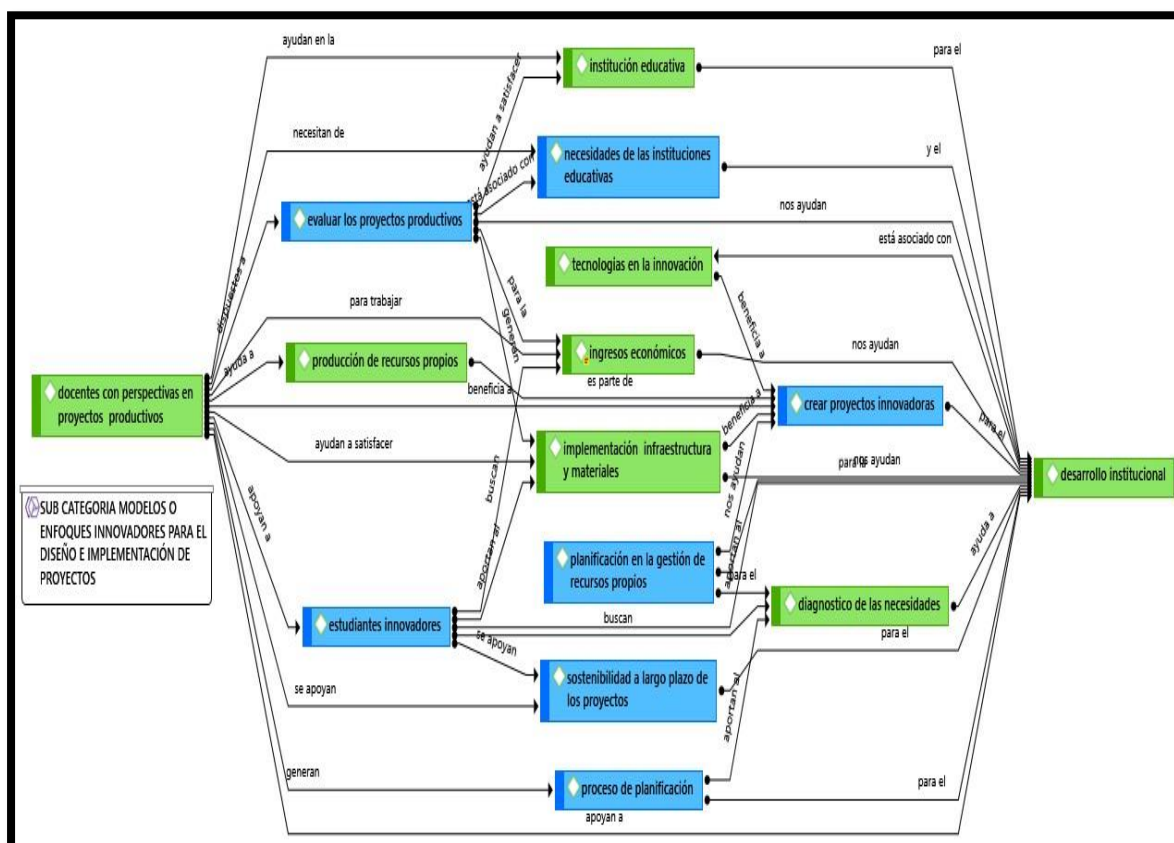 ayudan en la
institución educativa
para el
ayudan a satisfacer
necesitan de
necesidades de las instituciones
educativas
y el
está asociado con
evaluar los proyectos productivos
nos ayudan
dispuestos a
tecnologías en la innovación
está asociado con
para trabajar
para la
generan
beneficia a
ayuda a
producción de recursos propios
ingresos económicos
nos ayudan
es parte de
docentes con perspectivas en
proyectos productivos
beneficia a
crear proyectos innovadoras
beneficia a
para el
ayudan a satisfacer
implementación infraestructura
y materiales
nos ayudan
desarrollo institucional
buscan
nos ayudan
SUB CATEGORIA MODELOS O
ENFOQUES INNOVADORES PARA EL
DISEÑO E IMPLEMENTACIÓN DE
PROYECTOS
apoyan a
aportan al
aportan al
planificación en la gestión de
recursos propios
para el
ayuda a
diagnostico de las necesidades
estudiantes innovadores
buscan
para el
se apoyan
sostenibilidad a largo plazo de
los proyectos
se apoyan
aportan al
generan
proceso de planificación
para el
apoyan a